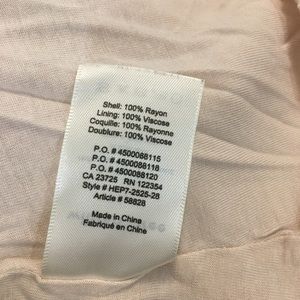 Shell: 100% Rayon
Lining: 100% Viscose
Coquille: 100% Rayonne
Doublure: 100% Viscose
P.O. # 4500088115
P.O. # 4500088118
P.O. # 4500088120
CA 23725 RN 122354
Style # HEP7-2525-28
Article # 58828
Made in China
Fabriqué en Chine